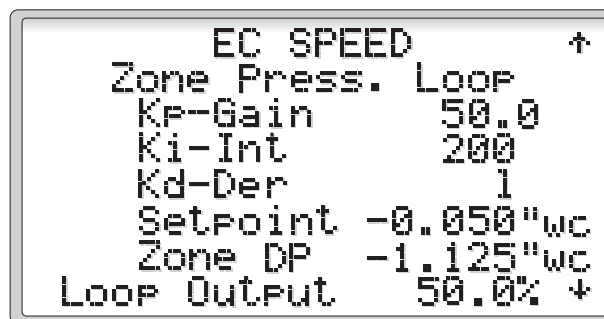 EC SPEED ↑
Zone Press. Loop
Kp-Gain 50.0
Ki-Int 200
Kd-Der 1
Setpoint -0.050"wc
Zone DP -1.125"wc
Loop Output 50.0% ↓